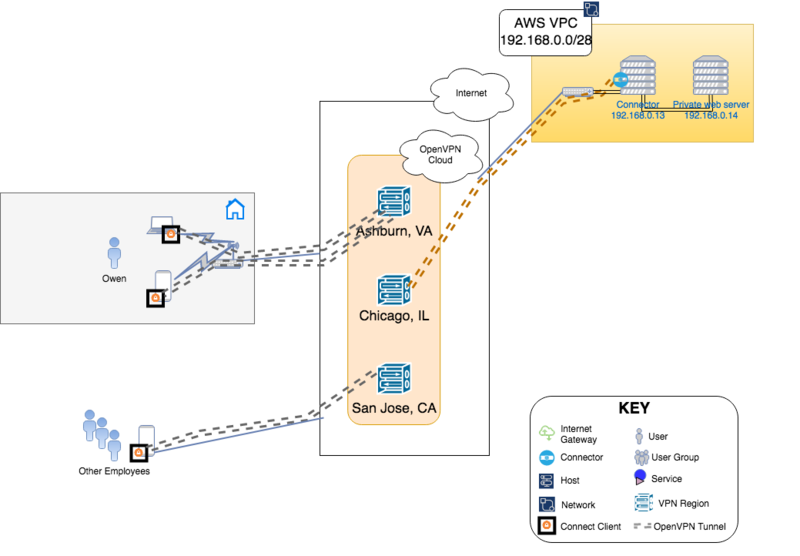 AWS VPC
192.168.0.0/28
Internet
Connector
Private web server
192.168.0.13
192.168.0.14
OpenVPN
Cloud
Ashburn, VA
Owen
Chicago, IL
San Jose, CA
Other Employees
KEY
Internet
Gateway
User
Connector
User Group
Host
Service
Network
VPN Region
Connect Client
OpenVPN Tunnel